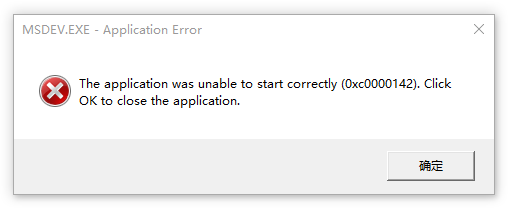 MSDEV.EXE - Application Error
The application was unable to start correctly (0xc0000142). Click
OK to close the application.
确定